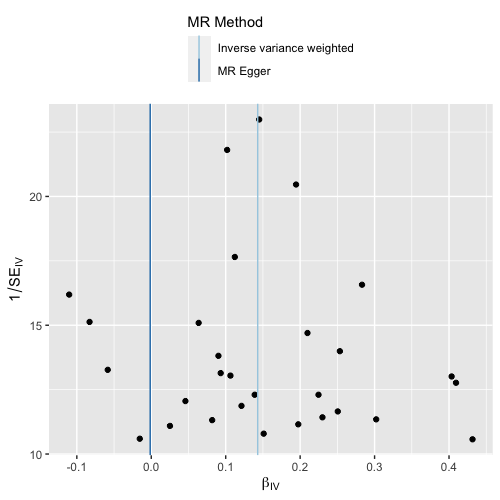 MR Method
Inverse variance weighted
MR Egger
20
15
10
1/SE_IV
-0.1 0.0 0.1 0.2 0.3 0.4
β_IV